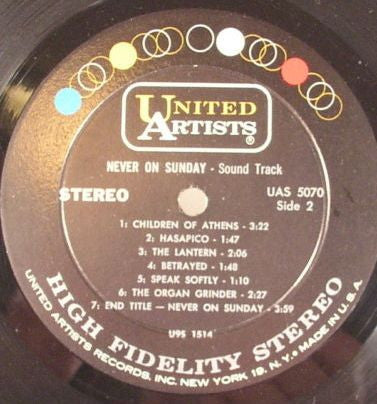 UNITED
ARTISTS®
NEVER ON SUNDAY - Sound Track
STEREO
UAS 5070
Side 2
1: CHILDREN OF ATHENS - 3:22
2: HASAPICO - 1:47
3: THE LANTERN - 2:06
4: BETRAYED - 1:48
5: SPEAK SOFTLY - 1:10
6: THE ORGAN GRINDER - 2:27
7: END TITLE — NEVER ON SUNDAY - 3:59
U9S 1514
HIGH FIDELITY STEREO
UNITED ARTISTS RECORDS, INC. NEW YORK 19, N.Y. • MADE IN U.S.A.